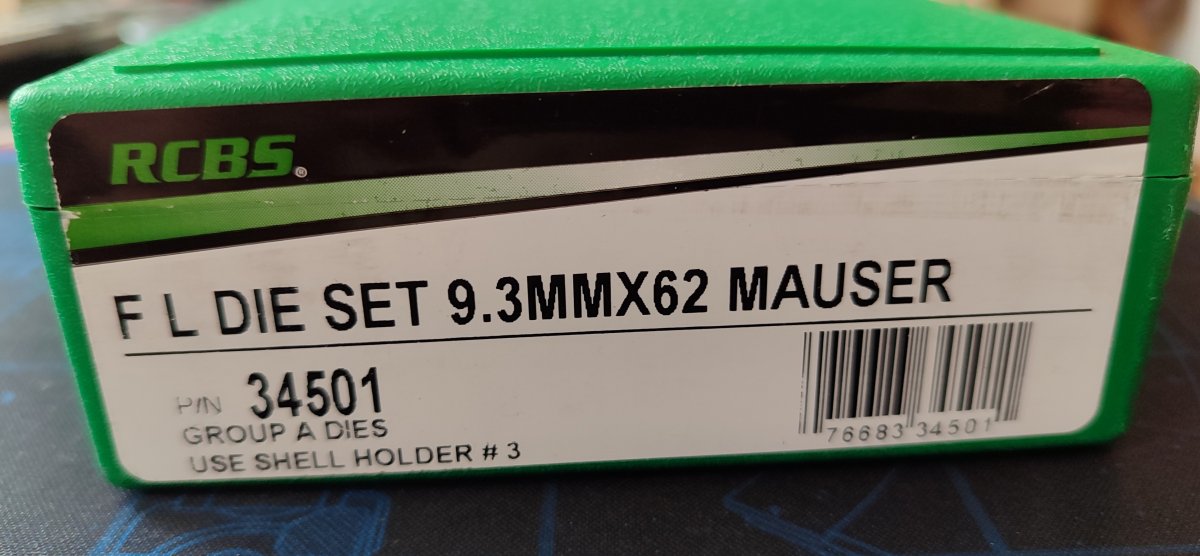 RCBS®
F L DIE SET 9.3MMX62 MAUSER
P/N 34501
GROUP A DIES
USE SHELL HOLDER # 3
76683 34501